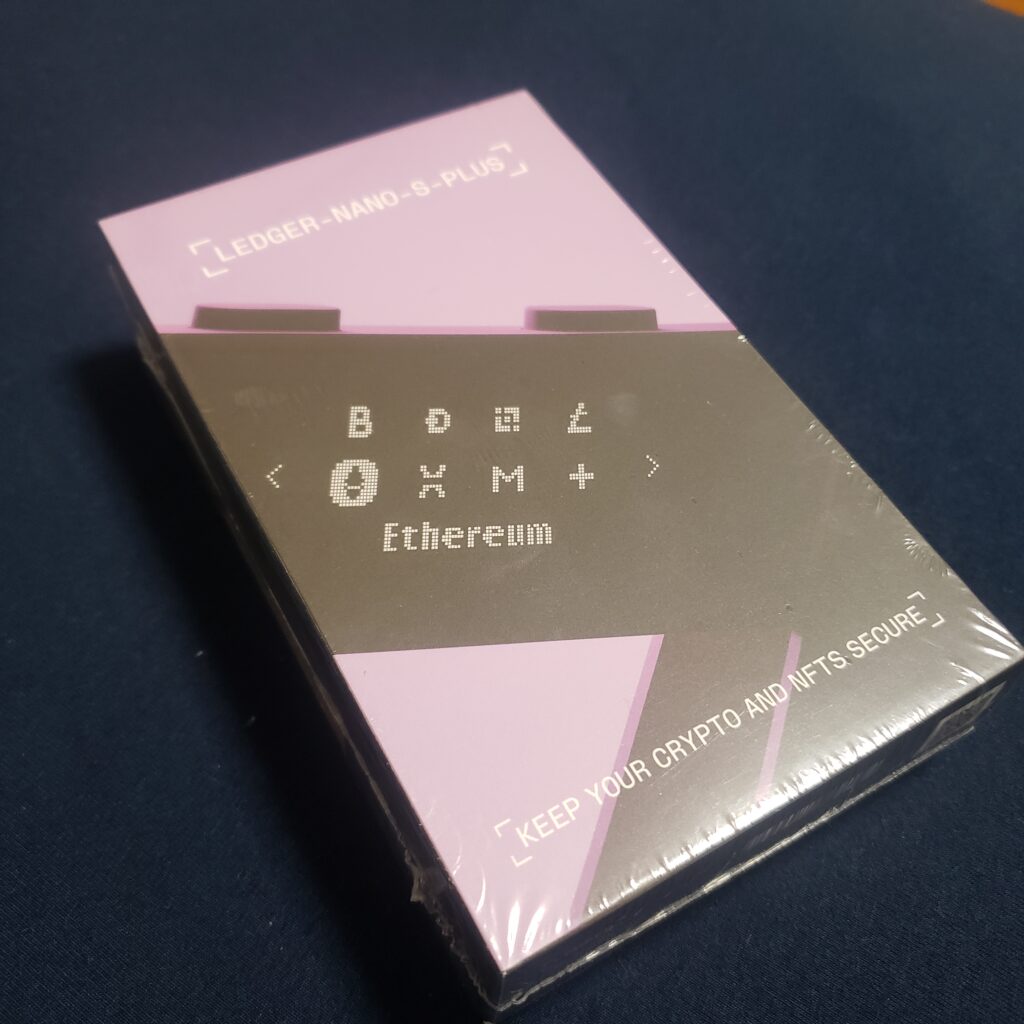 LEDGER-NANO-S-PLUS
Ethereum
KEEP YOUR CRYPTO AND NFTS SECURE